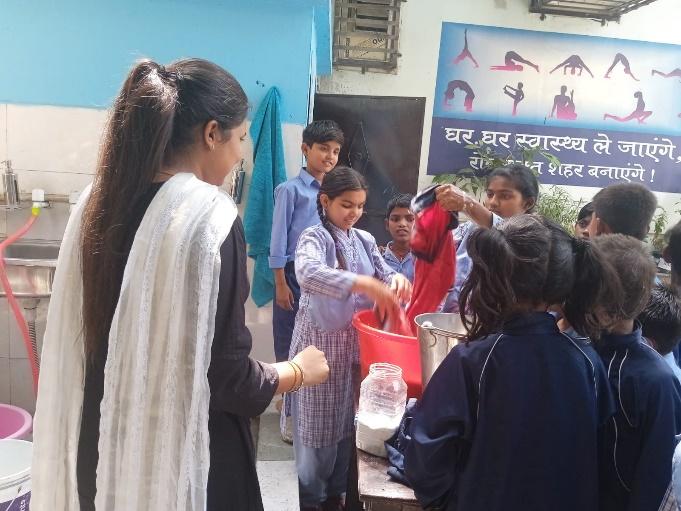 घर घर स्वास्थ्य ले जाएंगे,
रोग मुक्त शहर बनाएंगे !